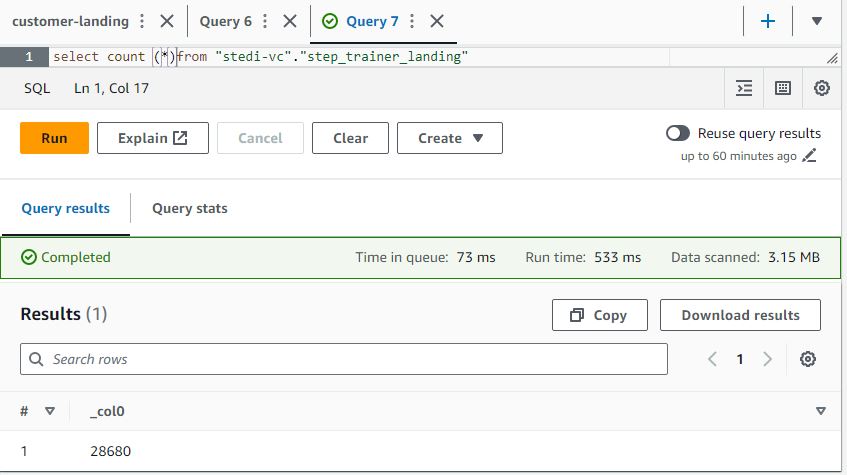 customer-landing Query 6 Query 7
1 select count (*)from "stedi-vc"."step_trainer_landing"
SQL Ln 1, Col 17
Run Explain Cancel Clear Create Reuse query results
up to 60 minutes ago
Query results Query stats
Completed Time in queue: 73 ms Run time: 533 ms Data scanned: 3.15 MB
Results (1) Copy Download results
Search rows 1
# _col0
1 28680